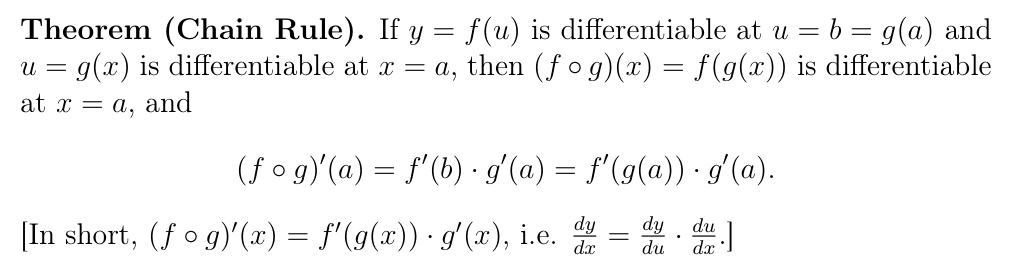 Theorem (Chain Rule). If y = f(u) is differentiable at u = b = g(a) and
u = g(x) is differentiable at x = a, then (f ∘ g)(x) = f(g(x)) is differentiable
at x = a, and
(f ∘ g)′(a) = f′(b) · g′(a) = f′(g(a)) · g′(a).
[In short, (f ∘ g)′(x) = f′(g(x)) · g′(x), i.e. dy/dx = dy/du · du/dx.]